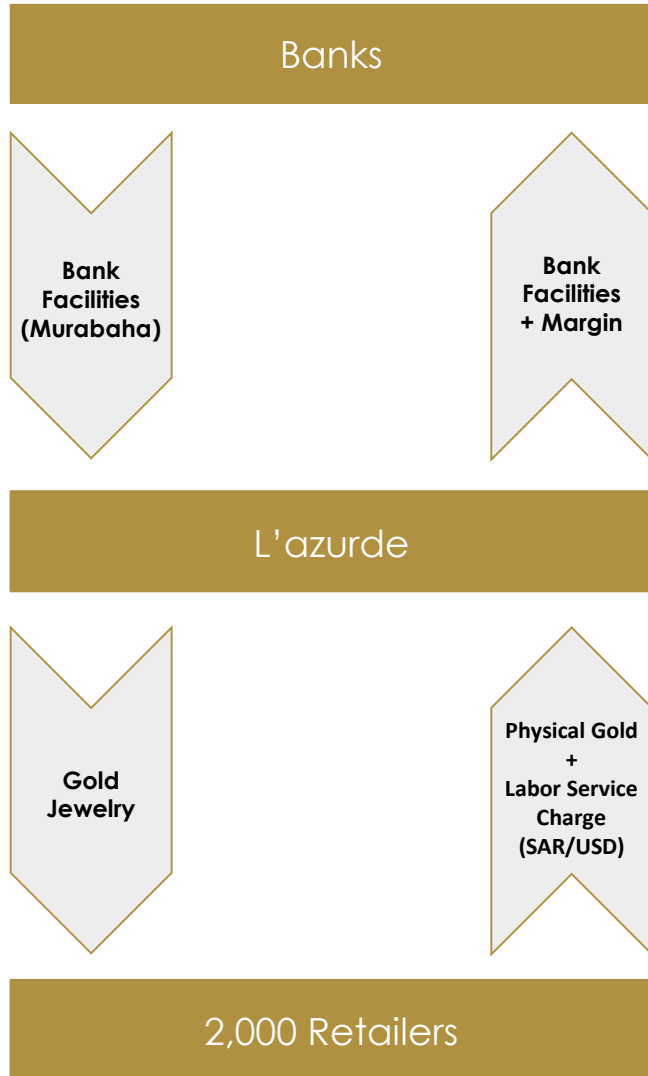 Banks
Bank
Facilities
(Murabaha)
Bank
Facilities
+ Margin
L’azurde
Gold
Jewelry
Physical Gold
+
Labor Service
Charge
(SAR/USD)
2,000 Retailers